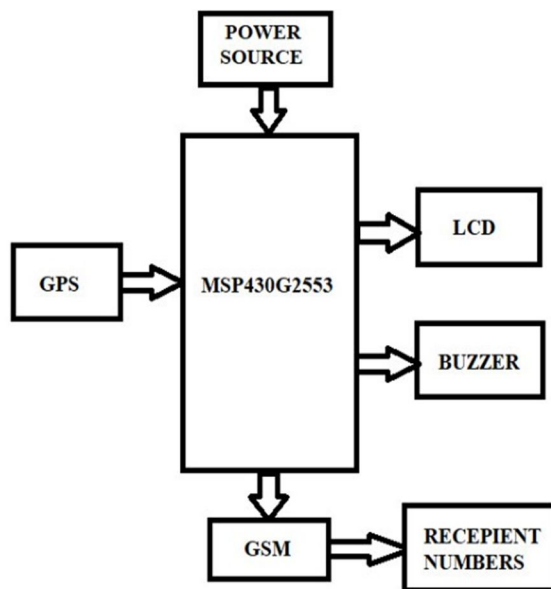 POWER
SOURCE
GPS
MSP430G2553
LCD
BUZZER
GSM
RECEPIENT
NUMBERS